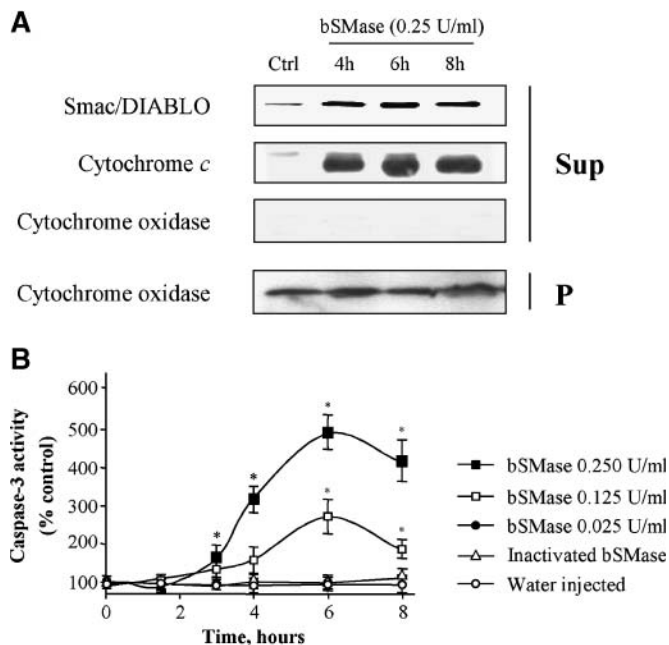 A
bSMase (0.25 U/ml)
Ctrl 4h 6h 8h
Smac/DIABLO
Cytochrome c
Sup
Cytochrome oxidase
Cytochrome oxidase
P
B
Caspase-3 activity
(% control)
600
500
400
300
200
100
* * * * * *
0 2 4 6 8
Time, hours
bSMase 0.250 U/ml
bSMase 0.125 U/ml
bSMase 0.025 U/ml
Inactivated bSMase
Water injected